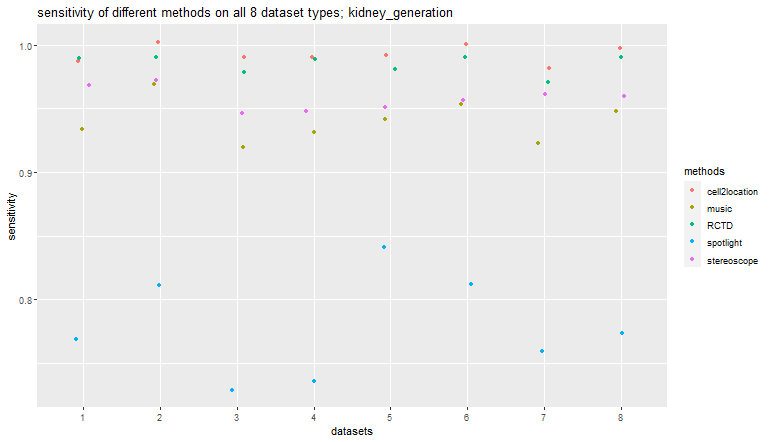 sensitivity of different methods on all 8 dataset types; kidney_generation
1.0
0.9
0.8
sensitivity
1 2 3 4 5 6 7 8
datasets
methods
cell2location
music
RCTD
spotlight
stereoscope